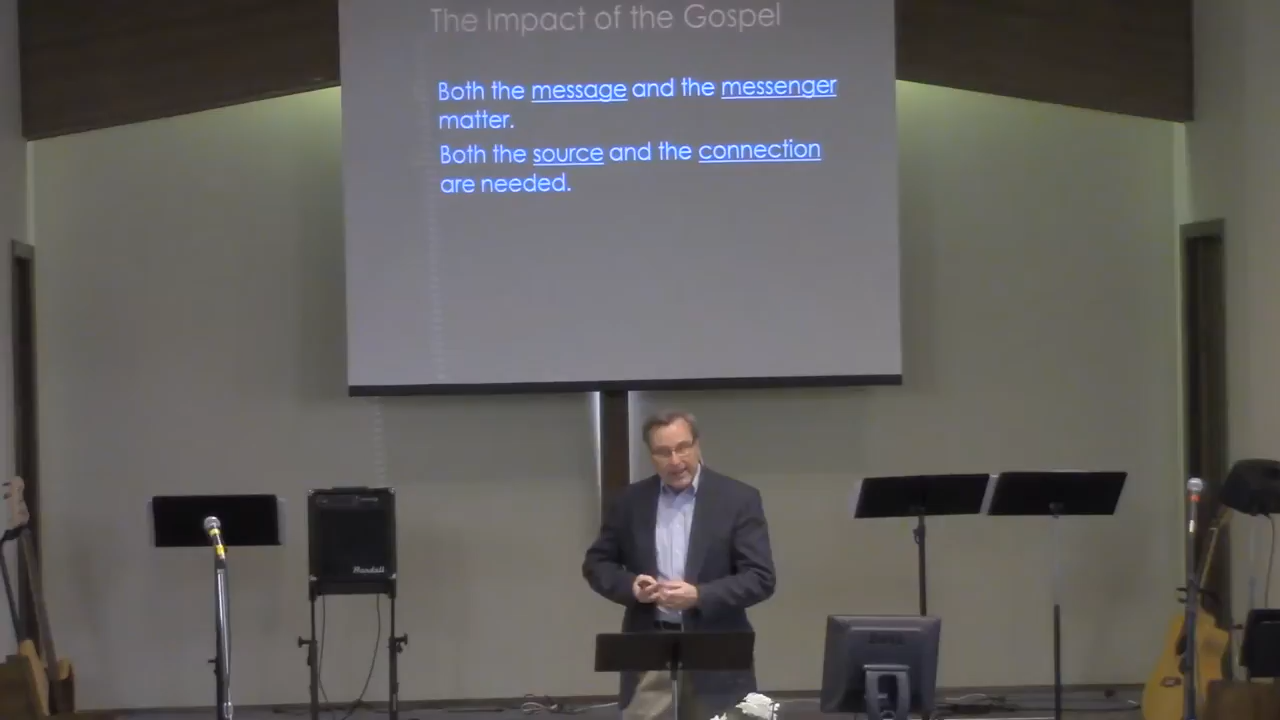 The Impact of the Gospel
Both the message and the messenger
matter.
Both the source and the connection
are needed.
Randall